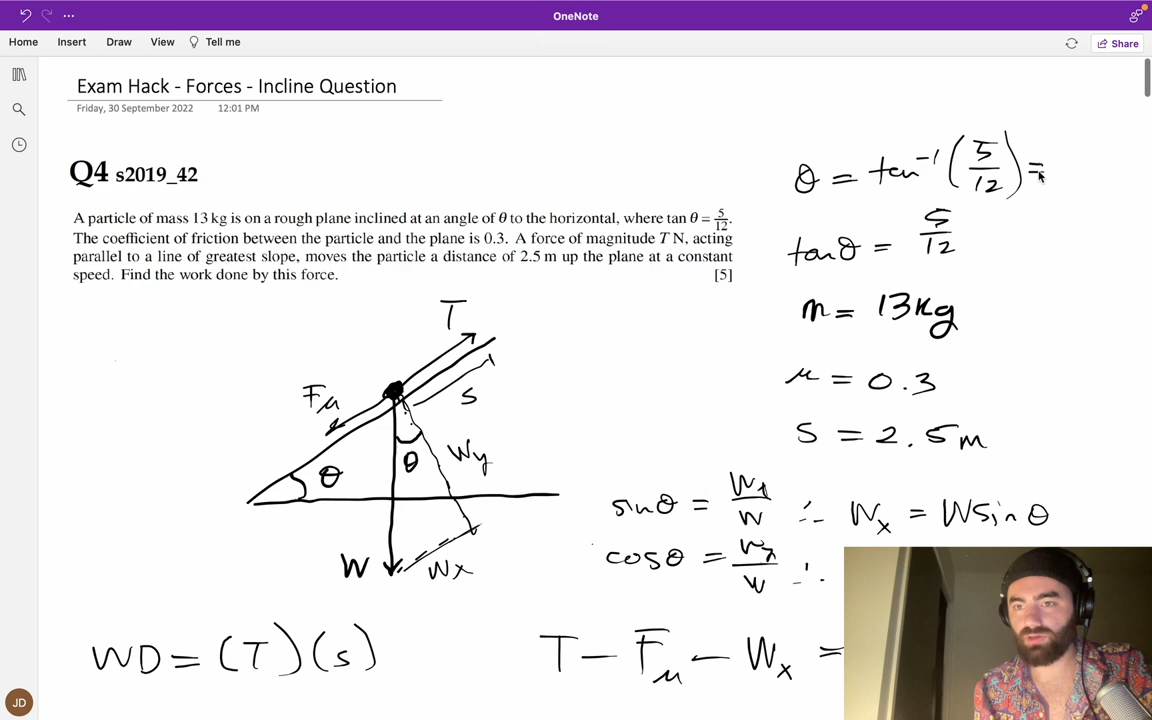 OneNote
Home Insert Draw View Tell me Share
Exam Hack - Forces - Incline Question
Friday, 30 September 2022 12:01 PM
Q4 s2019_42
A particle of mass 13 kg is on a rough plane inclined at an angle of θ to the horizontal, where tan θ = 5/12.
The coefficient of friction between the particle and the plane is 0.3. A force of magnitude T N, acting
parallel to a line of greatest slope, moves the particle a distance of 2.5 m up the plane at a constant
speed. Find the work done by this force. [5]
θ = tan⁻¹(5/12) =
tanθ = 5/12
m = 13kg
μ = 0.3
s = 2.5m
T
Fμ
s
θ
θ
Wy
W
Wx
sinθ = Wx/W ∴ Wx = Wsinθ
cosθ = Wy/W ∴
WD = (T)(s)
T - Fμ - Wx =
JD